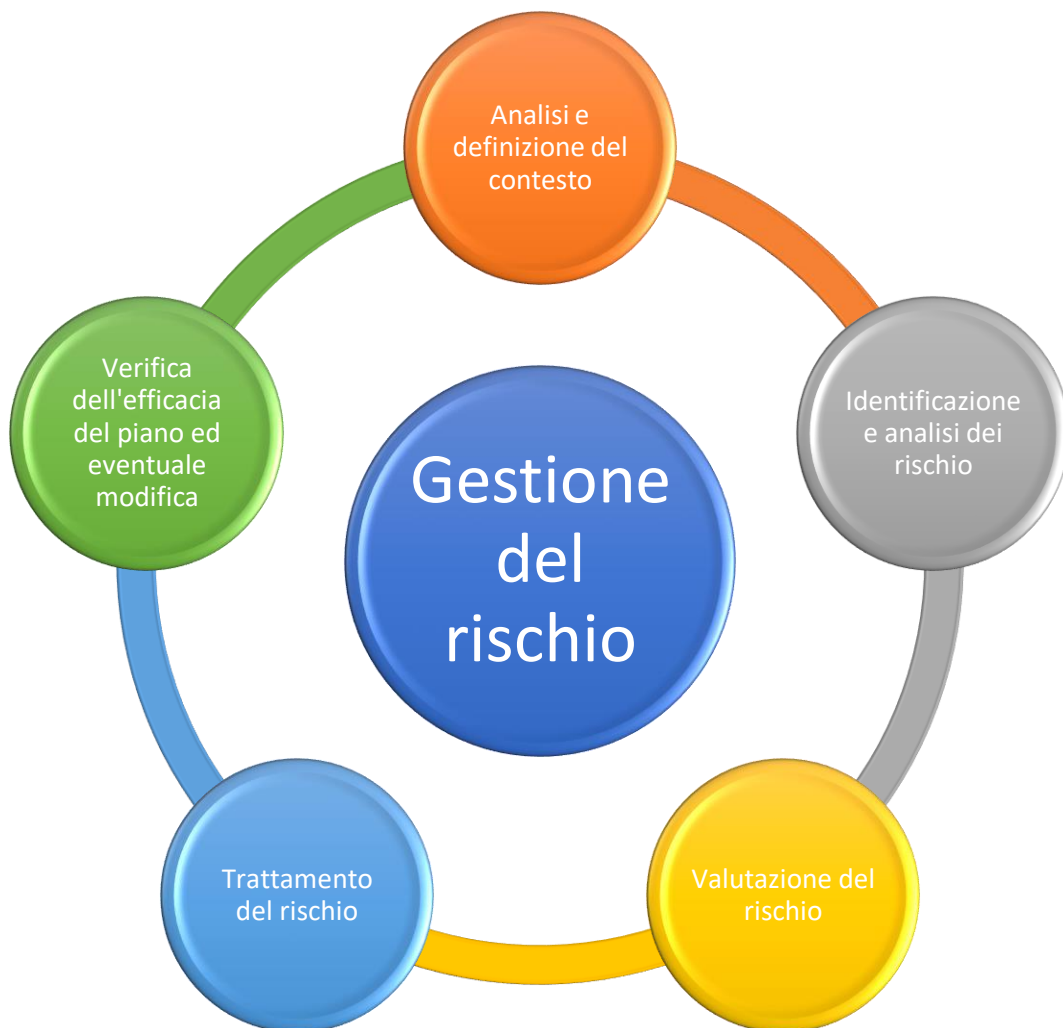 Analisi e
definizione del
contesto
Identificazione
e analisi dei
rischio
Valutazione del
rischio
Trattamento
del rischio
Verifica
dell'efficacia
del piano ed
eventuale
modifica
Gestione
del
rischio